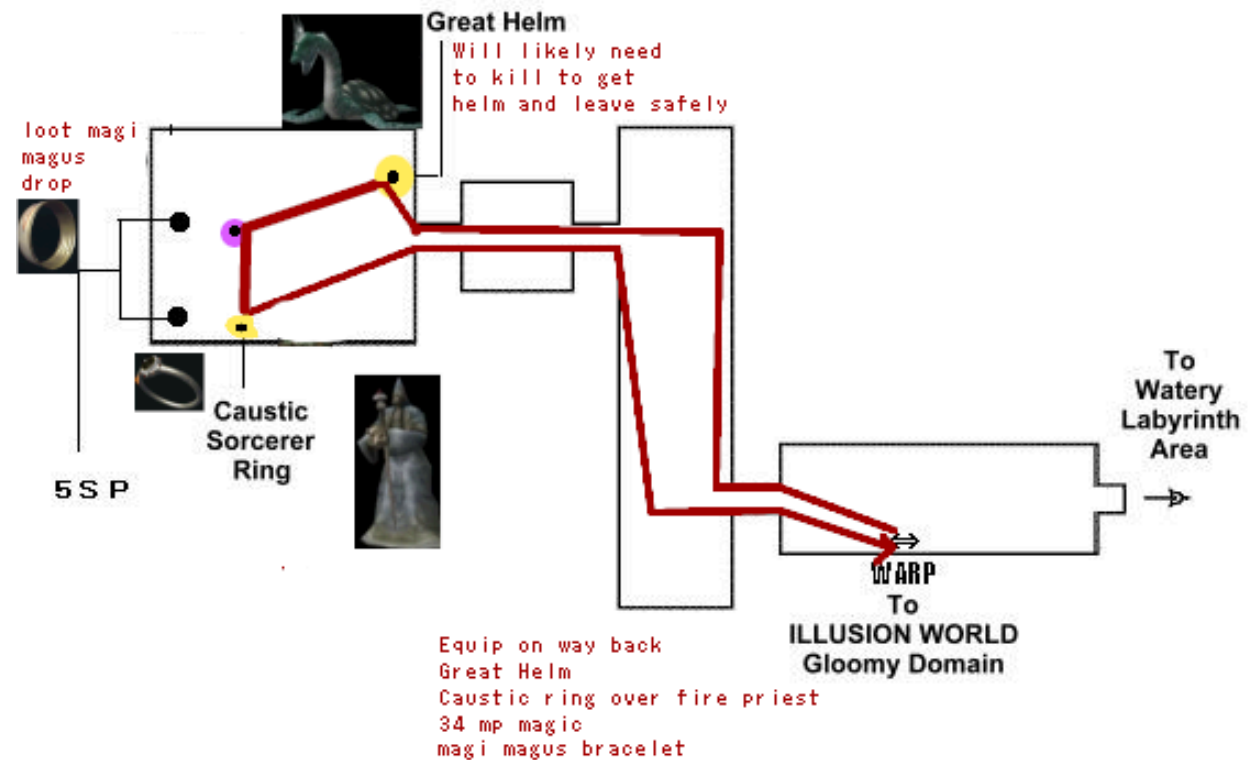 Great Helm
Will likely need
to kill to get
helm and leave safely
loot magi
magus
drop
5 S P
Caustic
Sorcerer
Ring
To
Watery
Labyrinth
Area
WARP
To
ILLUSION WORLD
Gloomy Domain
Equip on way back
Great Helm
Caustic ring over fire priest
34 mp magic
magi magus bracelet